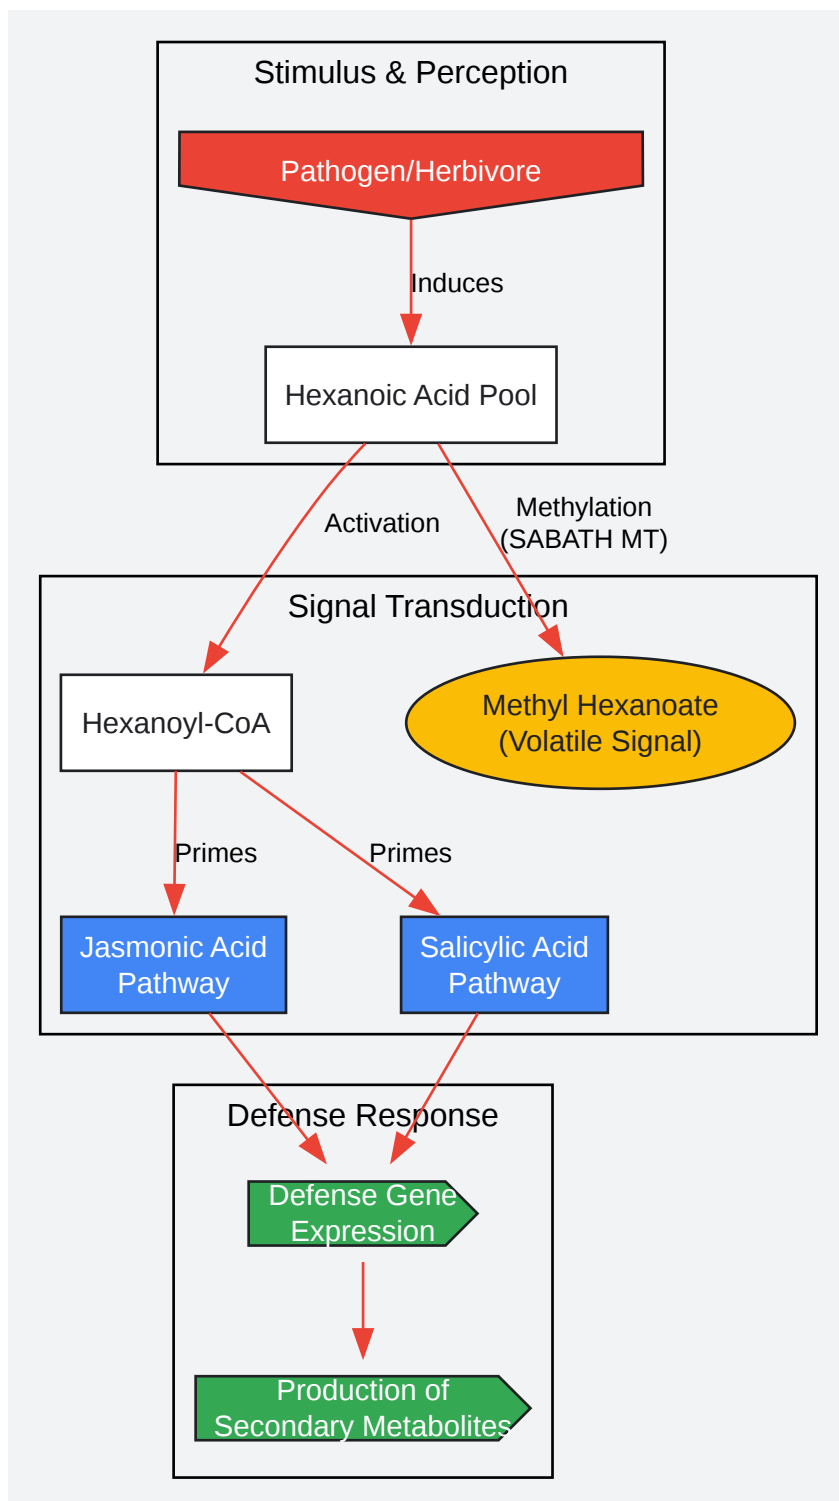 Stimulus & Perception
Pathogen/Herbivore
Induces
Hexanoic Acid Pool
Activation
Methylation
(SABATH MT)
Signal Transduction
Hexanoyl-CoA
Methyl Hexanoate
(Volatile Signal)
Primes
Primes
Jasmonic Acid
Pathway
Salicylic Acid
Pathway
Defense Response
Defense Gene
Expression
Production of
Secondary Metabolites